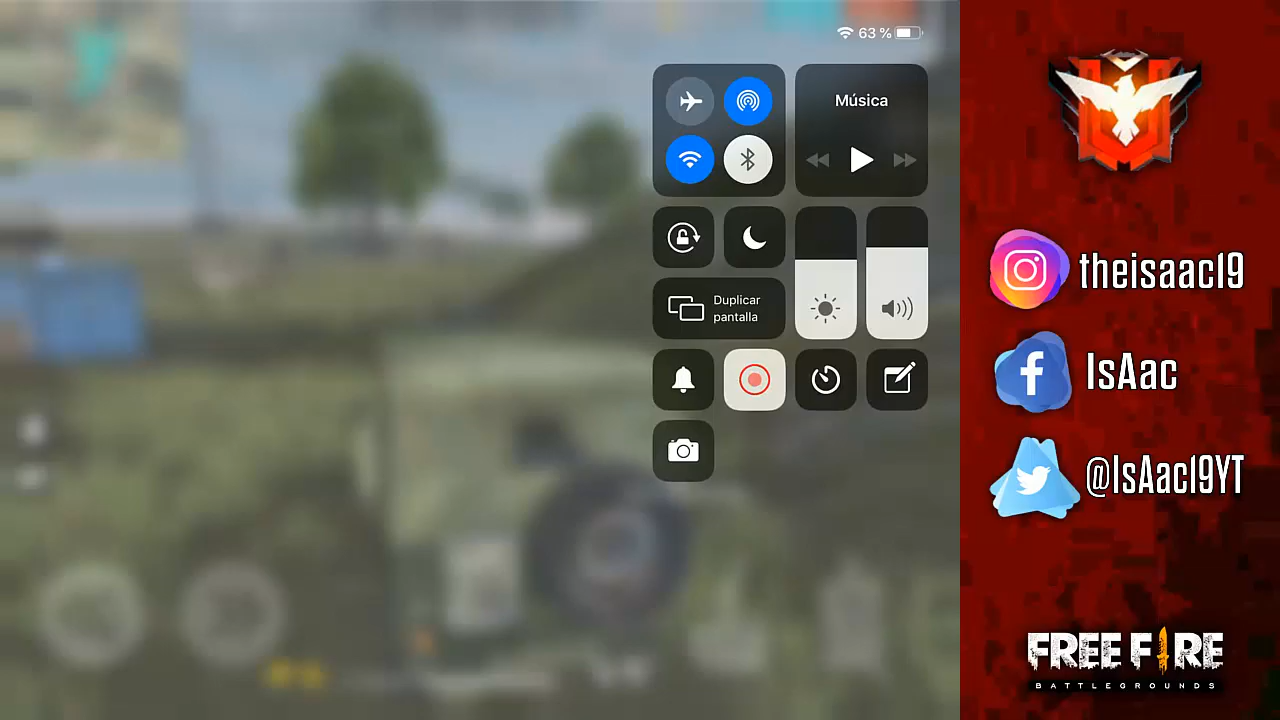 63 %
Música
Duplicar
pantalla
theisaac19
IsAac
@IsAac19YT
FREE FIRE
BATTLEGROUNDS